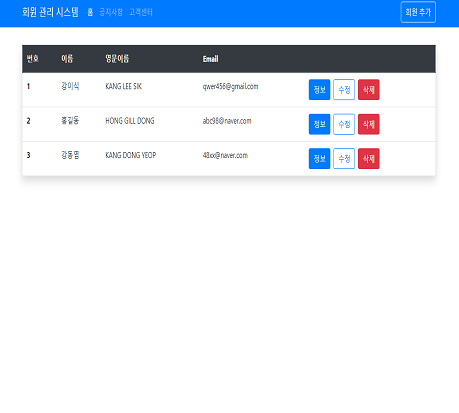 회원 관리 시스템 홈 공지사항 고객센터 회원 추가
번호 이름 영문이름 Email
1 강이식 KANG LEE SIK qwer456@gmail.com 정보 수정 삭제
2 홍길동 HONG GILL DONG abc98@naver.com 정보 수정 삭제
3 강동엽 KANG DONG YEOP 48xx@naver.com 정보 수정 삭제